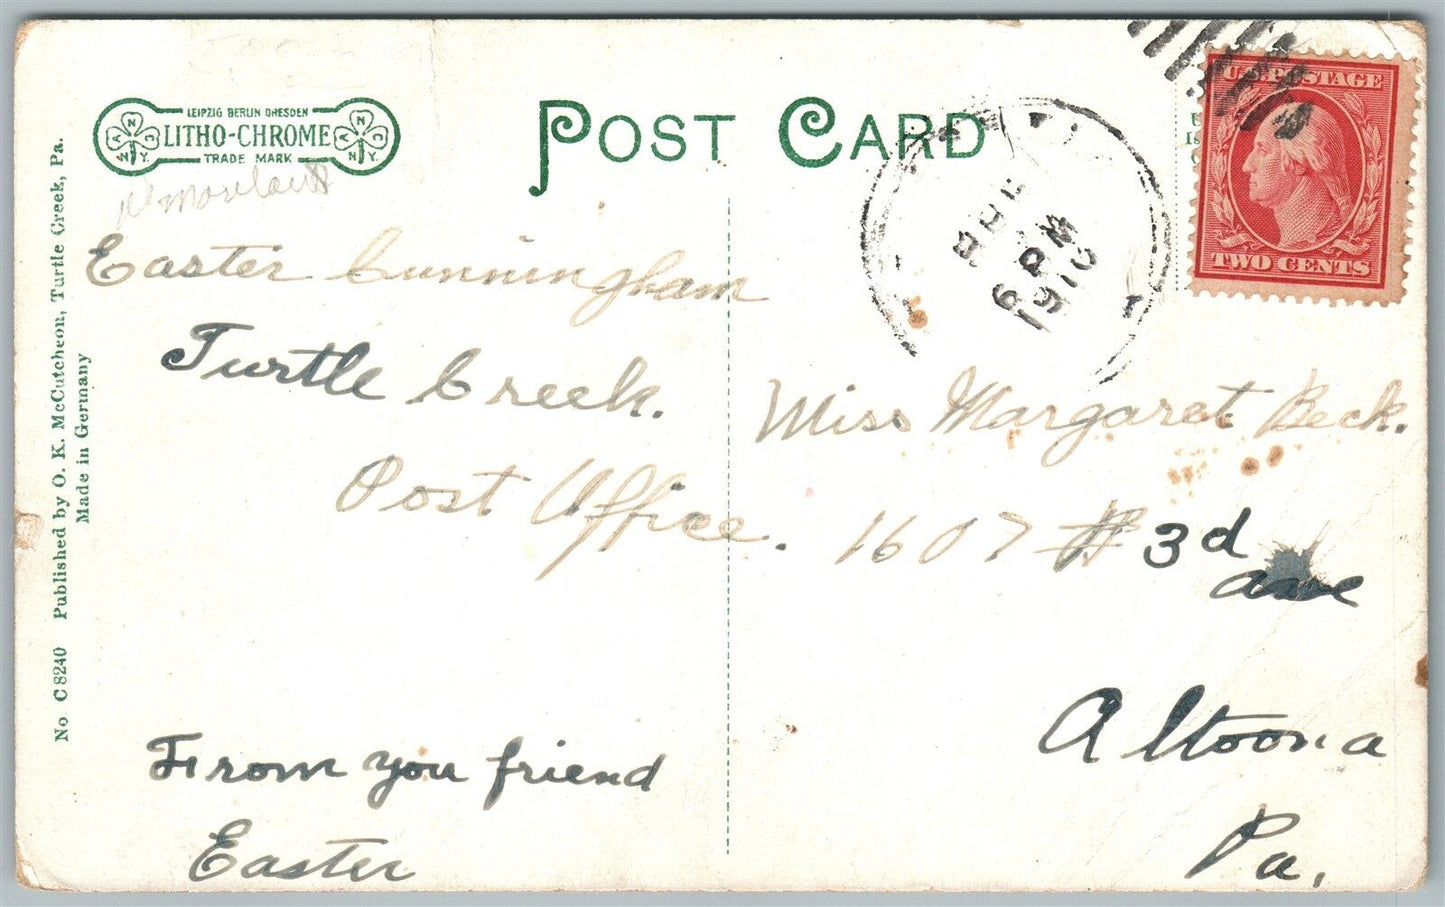 LEIPZIG BERLIN DRESDEN
LITHO-CHROME
TRADE MARK
N.Y.
N.Y.
POST CARD
U.S. POSTAGE
TWO CENTS
6 PM
1910
No C 8240 Published by O. K. McCutcheon, Turtle Creek, Pa.
Made in Germany
Easter Cunningham
Turtle Creek.
Post Office.
From you friend
Easter
Miss Margaret Beck.
1607 3d
ave
Altoona
Pa.